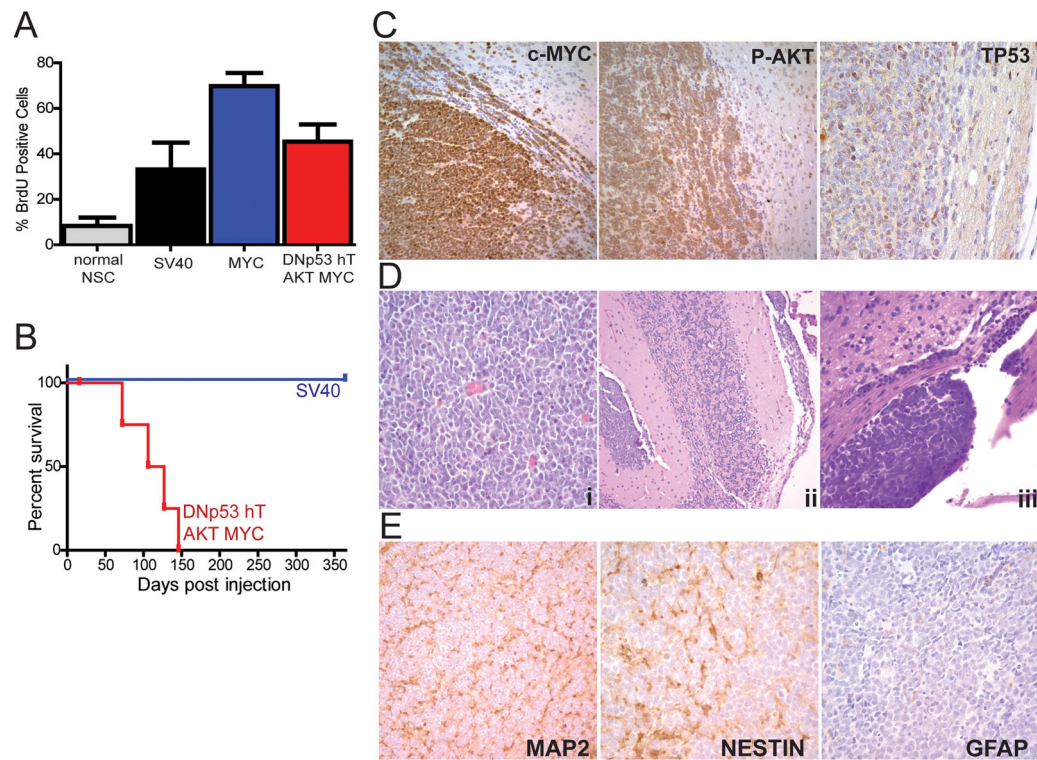 A
% BrdU Positive Cells
80
60
40
20
0
normal
NSC
SV40
MYC
DNp53 hT
AKT MYC
B
Percent survival
100
50
0
SV40
DNp53 hT
AKT MYC
0 50 100 150 200 250 300 350
Days post injection
C
c-MYC
P-AKT
TP53
D
i
ii
iii
E
MAP2
NESTIN
GFAP